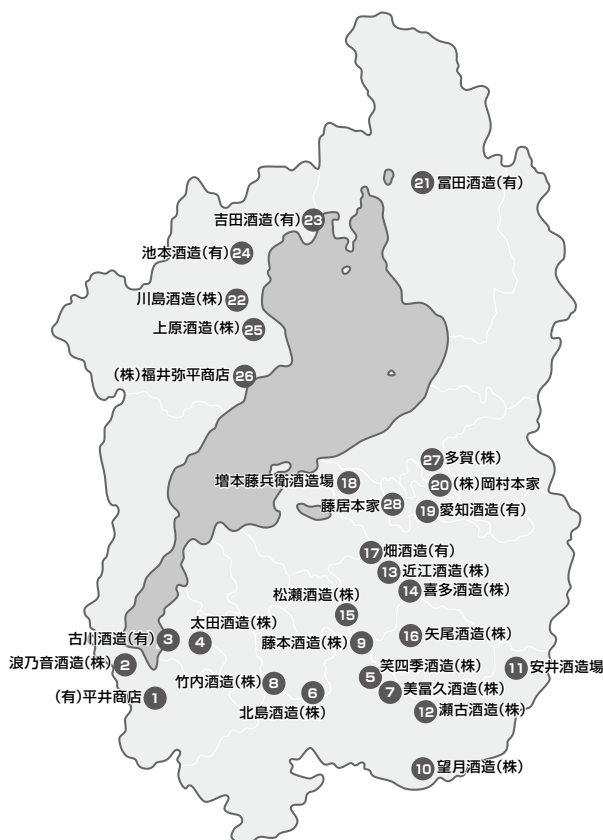 21 冨田酒造(有)
吉田酒造(有) 23
池本酒造(有) 24
川島酒造(株) 22
上原酒造(株) 25
(株)福井弥平商店 26
27 多賀(株)
増本藤兵衛酒造場 18
20 (株)岡村本家
藤居本家 28
19 愛知酒造(有)
17 畑酒造(有)
13 近江酒造(株)
14 喜多酒造(株)
松瀬酒造(株)
15
太田酒造(株)
古川酒造(有) 3
4
藤本酒造(株) 9
16 矢尾酒造(株)
浪乃音酒造(株) 2
笑四季酒造(株)
5
11 安井酒造場
竹内酒造(株) 8
6
北島酒造(株)
7 美冨久酒造(株)
(有)平井商店 1
12 瀬古酒造(株)
10 望月酒造(株)